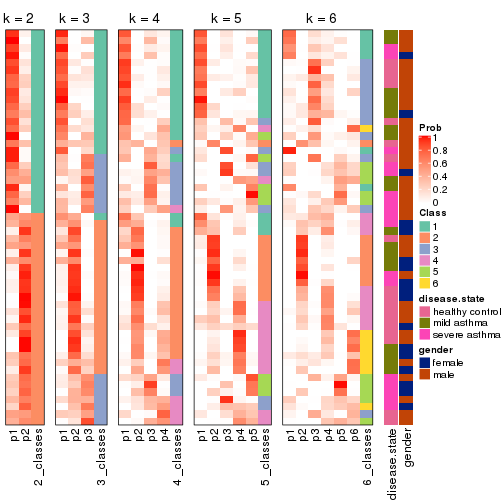 k = 2
k = 3
k = 4
k = 5
k = 6
Prob
1
0.8
0.6
0.4
0.2
0
Class
1
2
3
4
5
6
disease.state
healthy control
mild asthma
severe asthma
gender
female
male
p1
p2
2_classes
p1
p2
p3
3_classes
p1
p2
p3
p4
4_classes
p1
p2
p3
p4
p5
5_classes
p1
p2
p3
p4
p5
p6
6_classes
disease.state
gender